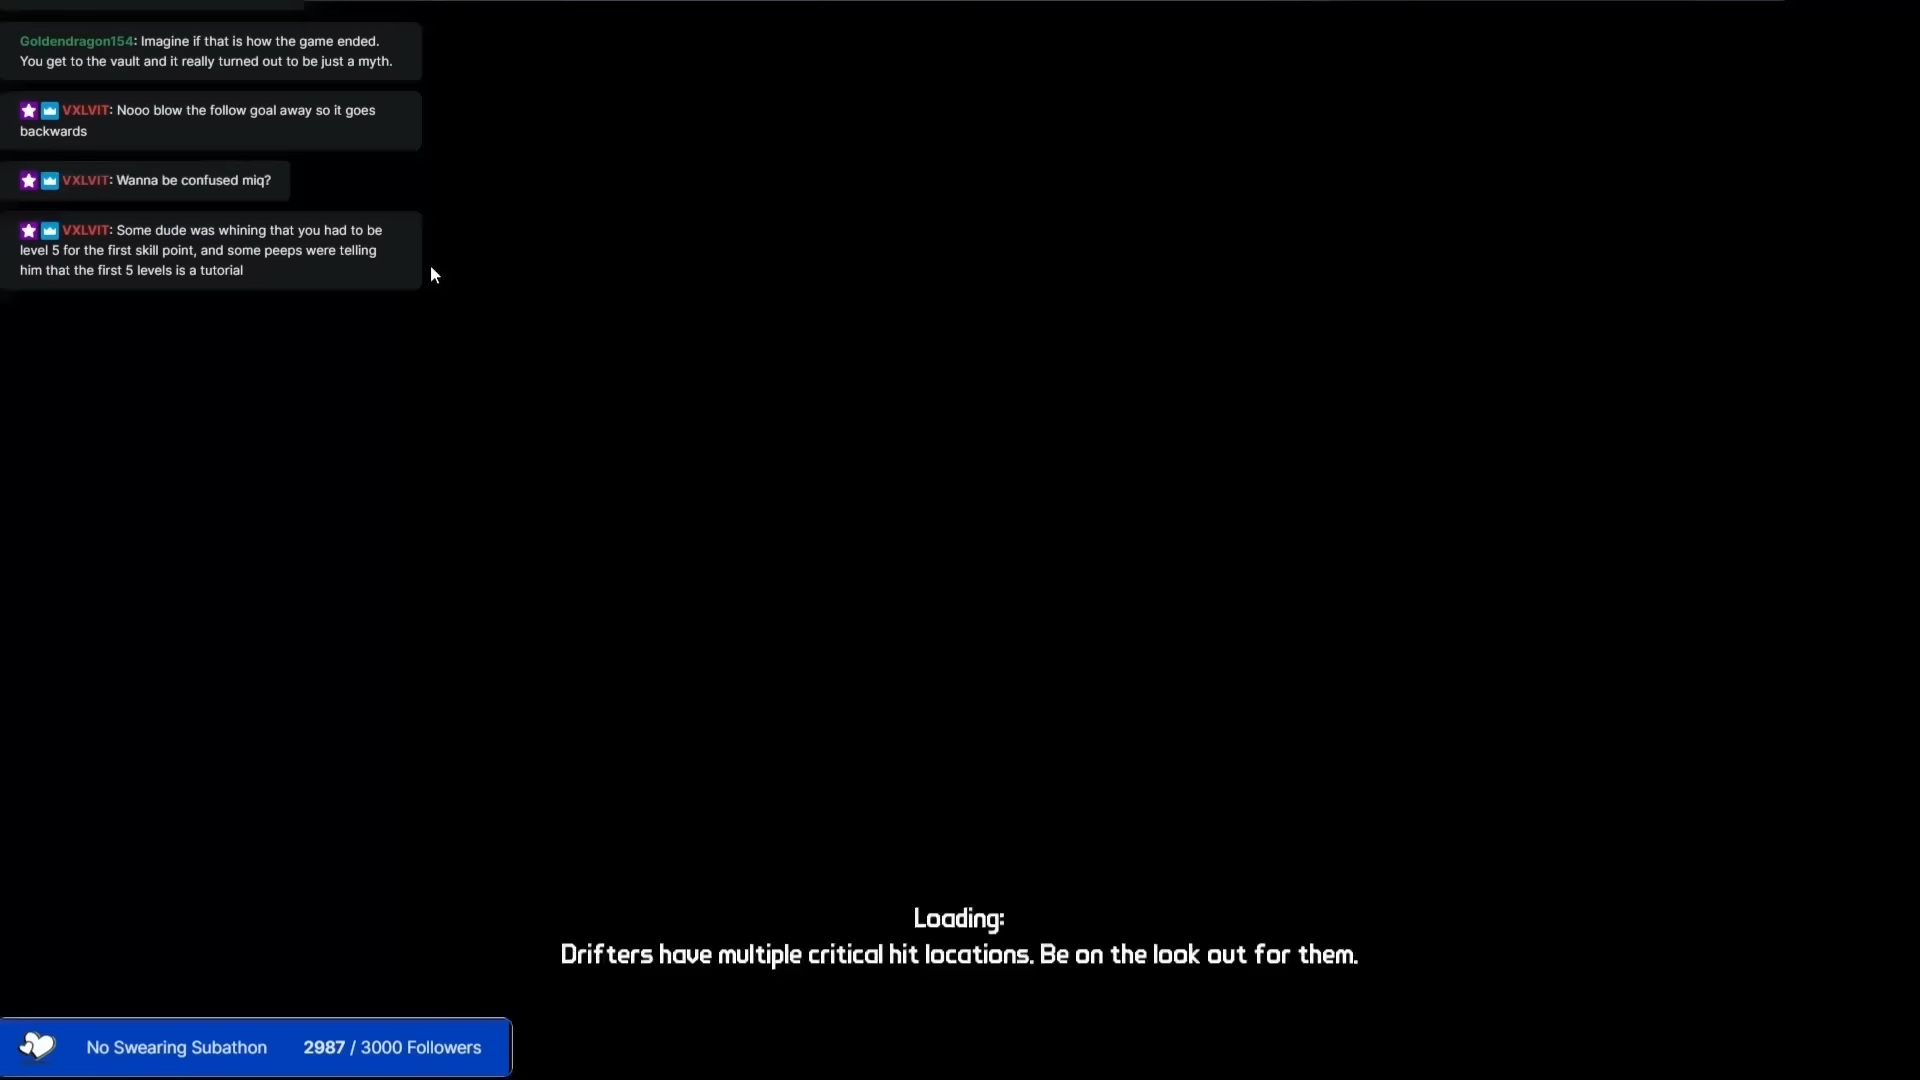 Goldendragon154: Imagine if that is how the game ended.
You get to the vault and it really turned out to be just a myth.
VXLVIT: Nooo blow the follow goal away so it goes
backwards
VXLVIT: Wanna be confused miq?
VXLVIT: Some dude was whining that you had to be
level 5 for the first skill point, and some peeps were telling
him that the first 5 levels is a tutorial
Loading:
Drifters have multiple critical hit locations. Be on the look out for them.
No Swearing Subathon 2987 / 3000 Followers